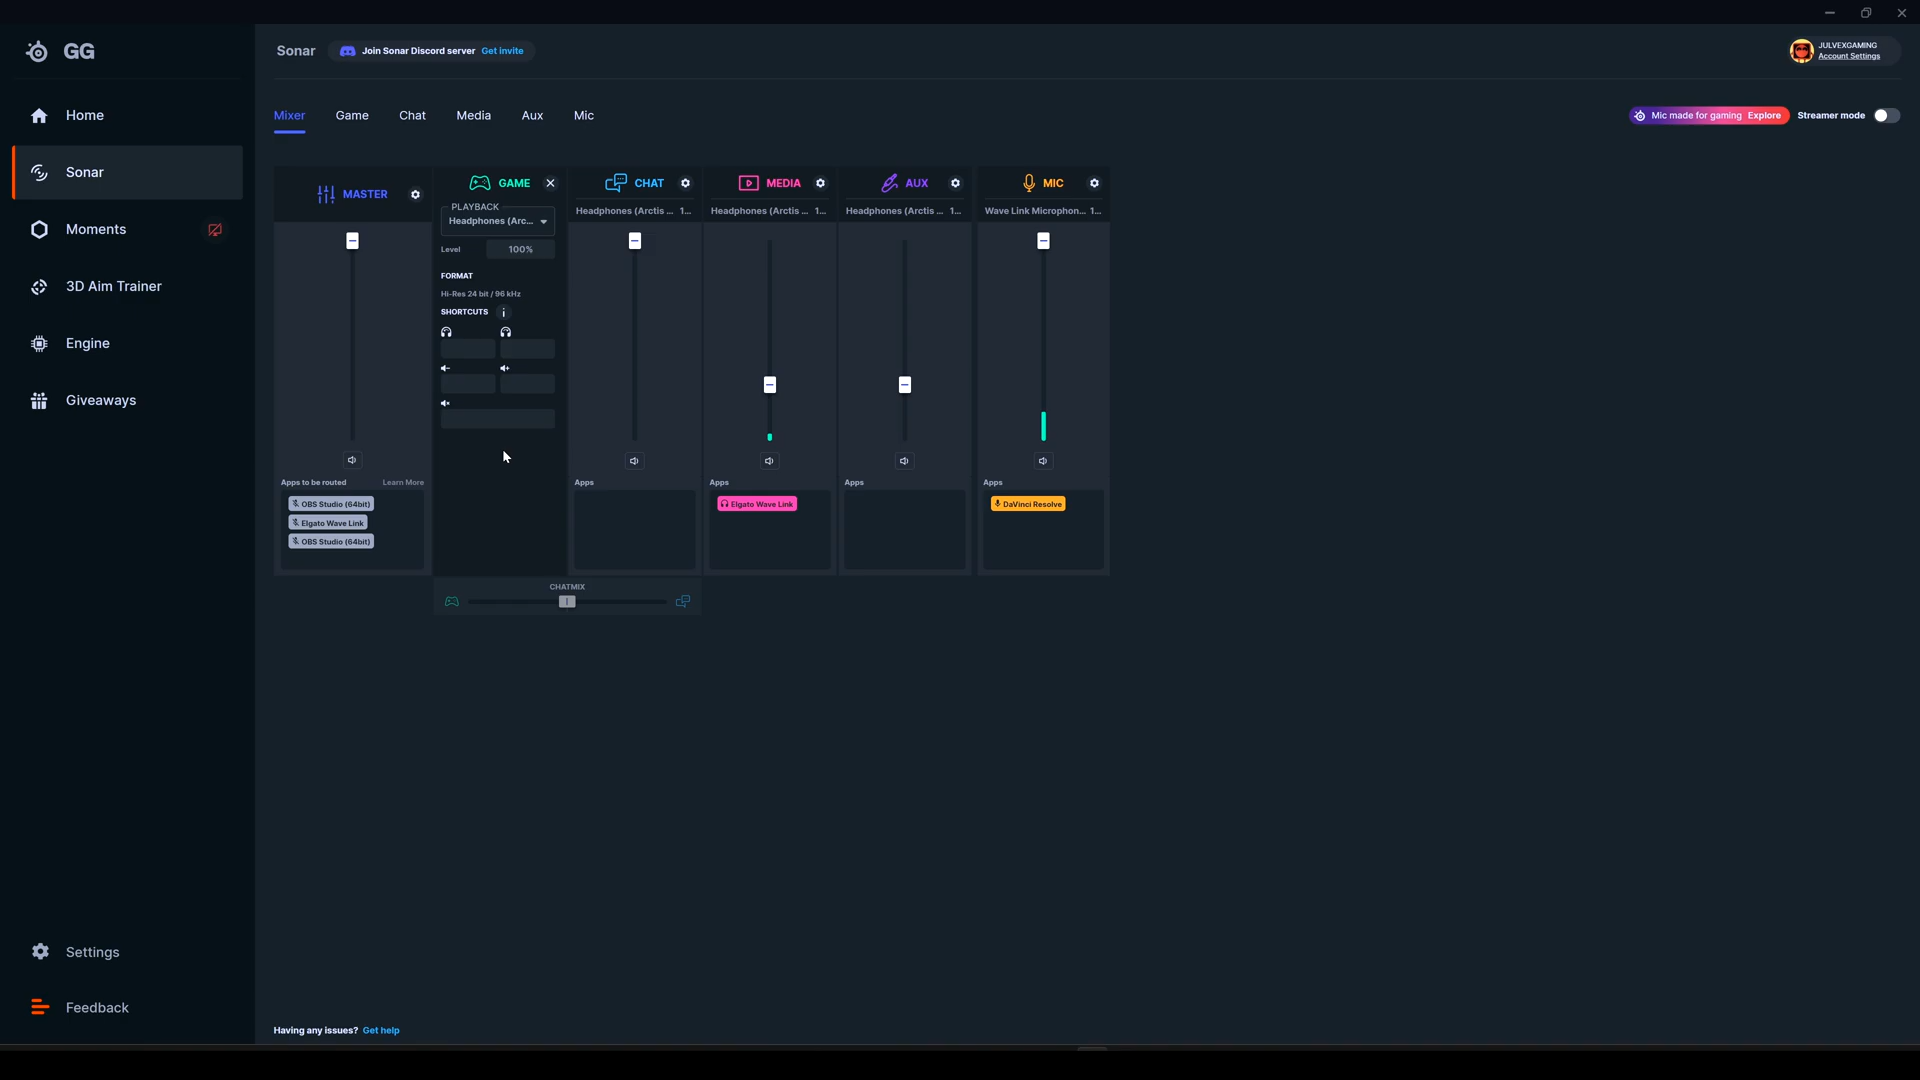 GG
Sonar
Join Sonar Discord server Get invite
JULVEXGAMING
Account Settings
Home
Sonar
Moments
3D Aim Trainer
Engine
Giveaways
Settings
Feedback
Mixer Game Chat Media Aux Mic
Mic made for gaming Explore
Streamer mode
MASTER
GAME
CHAT
MEDIA
AUX
MIC
PLAYBACK
Headphones (Arc...
Headphones (Arctis ... 1...
Headphones (Arctis ... 1...
Headphones (Arctis ... 1...
Wave Link Microphon... 1...
Level 100%
FORMAT
Hi-Res 24 bit / 96 kHz
SHORTCUTS i
Apps to be routed Learn More
OBS Studio (64bit)
Elgato Wave Link
OBS Studio (64bit)
Apps
Apps
Elgato Wave Link
Apps
Apps
DaVinci Resolve
CHATMIX
Having any issues? Get help